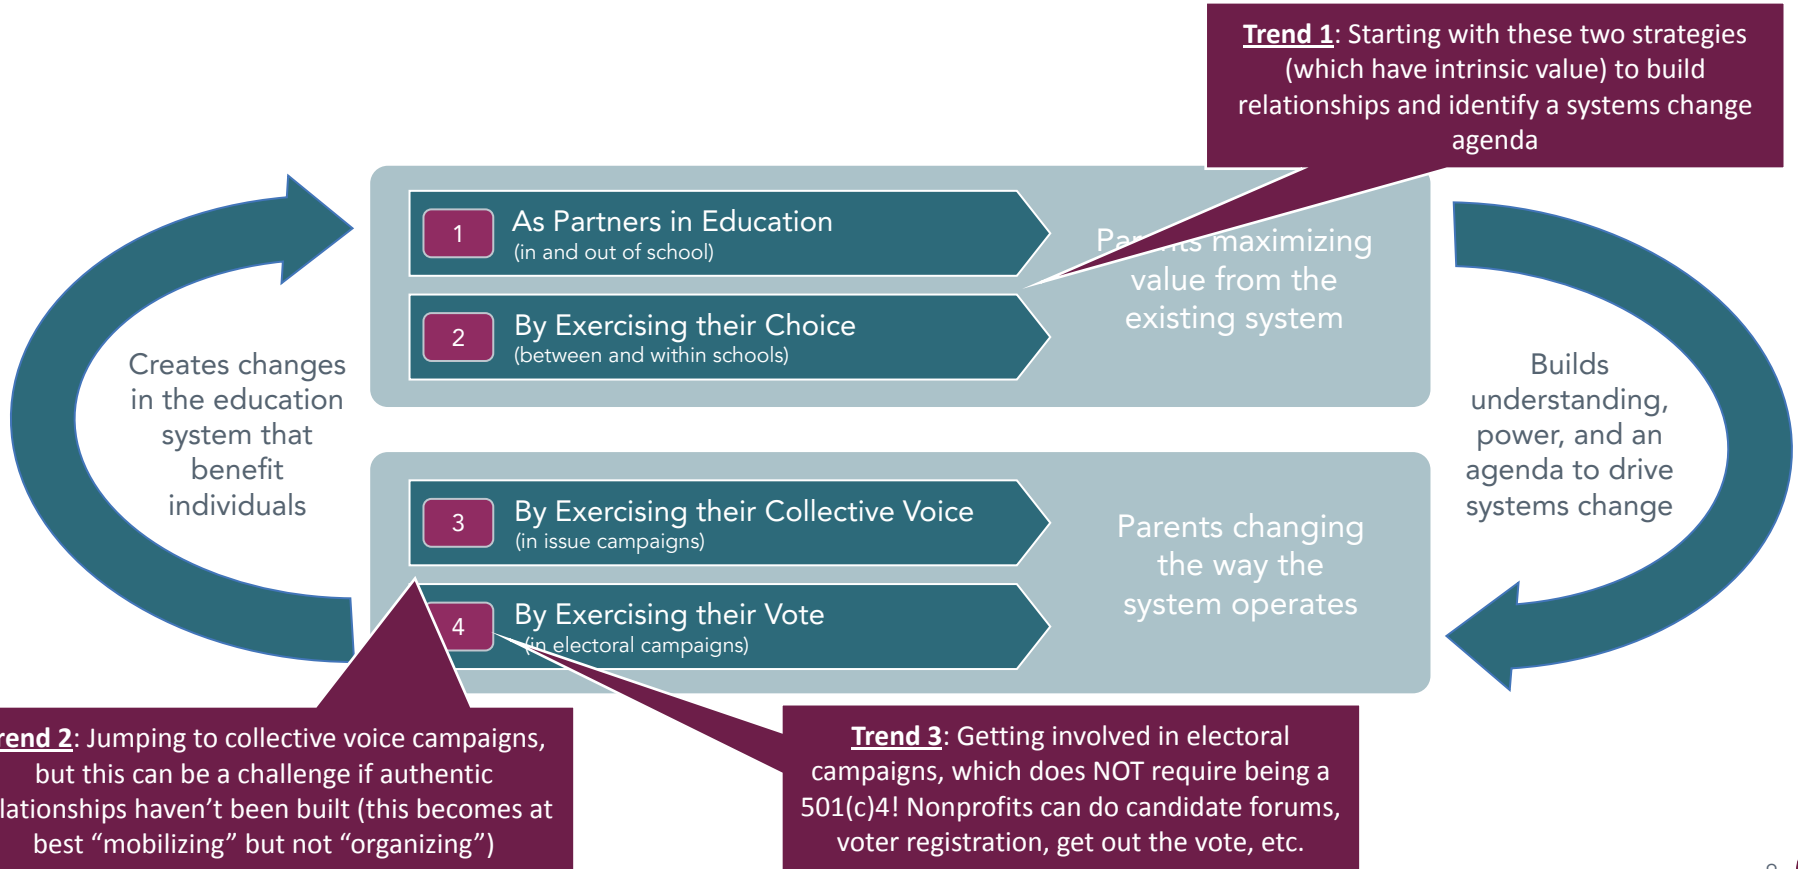 Trend 1: Starting with these two strategies
(which have intrinsic value) to build
relationships and identify a systems change
agenda
1
As Partners in Education
(in and out of school)
2
By Exercising their Choice
(between and within schools)
Parents maximizing
value from the
existing system
Creates changes
in the education
system that
benefit
individuals
Builds
understanding,
power, and an
agenda to drive
systems change
3
By Exercising their Collective Voice
(in issue campaigns)
4
By Exercising their Vote
(in electoral campaigns)
Parents changing
the way the
system operates
rend 2: Jumping to collective voice campaigns,
but this can be a challenge if authentic
lationships haven’t been built (this becomes at
best “mobilizing” but not “organizing”)
Trend 3: Getting involved in electoral
campaigns, which does NOT require being a
501(c)4! Nonprofits can do candidate forums,
voter registration, get out the vote, etc.